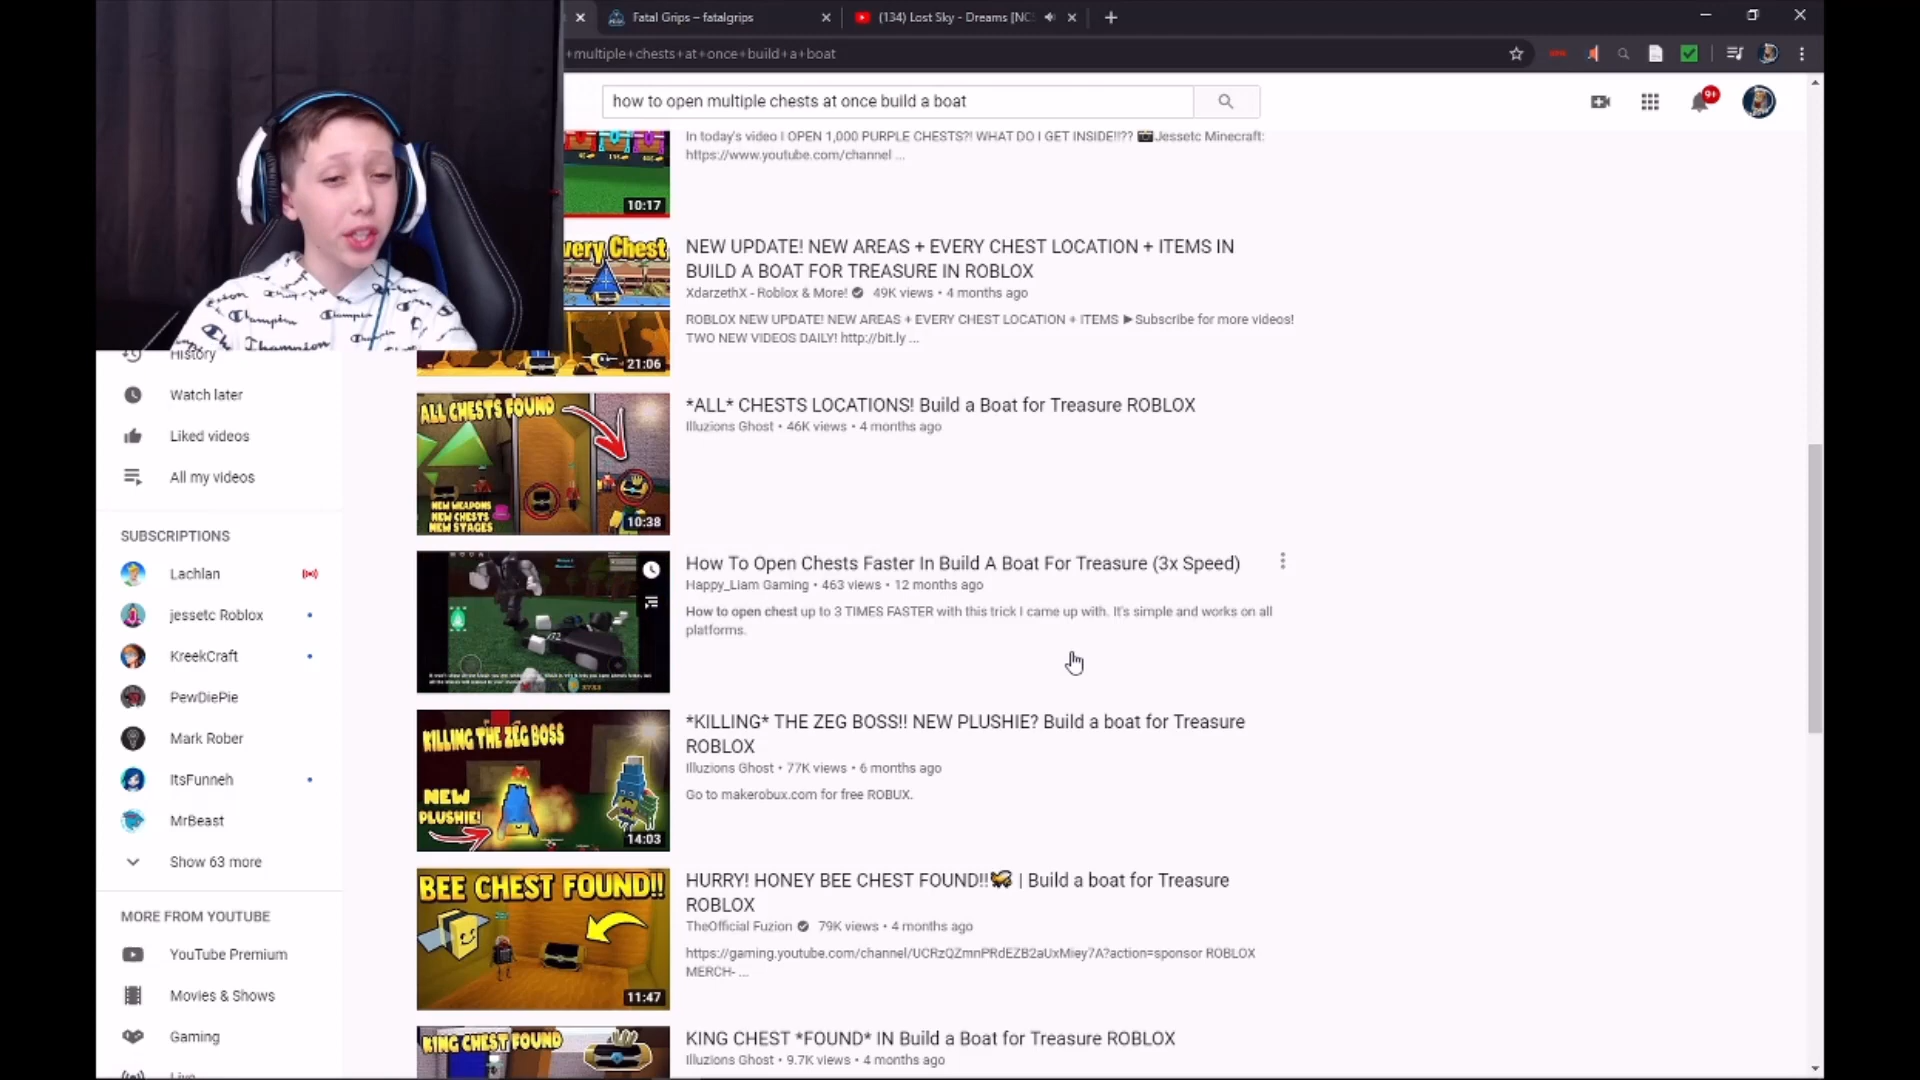 Fatal Grips – fatalgrips
(134) Lost Sky - Dreams [NC
+multiple+chests+at+once+build+a+boat
how to open multiple chests at once build a boat
9+
In today's video I OPEN 1,000 PURPLE CHESTS?! WHAT DO I GET INSIDE!!?? 📷Jessetc Minecraft:
https://www.youtube.com/channel ...
10:17
very Chest
21:06
NEW UPDATE! NEW AREAS + EVERY CHEST LOCATION + ITEMS IN
BUILD A BOAT FOR TREASURE IN ROBLOX
XdarzethX - Roblox & More! 49K views • 4 months ago
ROBLOX NEW UPDATE! NEW AREAS + EVERY CHEST LOCATION + ITEMS ►Subscribe for more videos!
TWO NEW VIDEOS DAILY! http://bit.ly ...
ALL CHESTS FOUND
NEW WEAPONS
NEW CHESTS
NEW STAGES
10:38
*ALL* CHESTS LOCATIONS! Build a Boat for Treasure ROBLOX
Illuzions Ghost • 46K views • 4 months ago
How To Open Chests Faster In Build A Boat For Treasure (3x Speed)
Happy_Liam Gaming • 463 views • 12 months ago
How to open chest up to 3 TIMES FASTER with this trick I came up with. It's simple and works on all
platforms.
KILLING THE ZEG BOSS
NEW
PLUSHIE!
14:03
*KILLING* THE ZEG BOSS!! NEW PLUSHIE? Build a boat for Treasure
ROBLOX
Illuzions Ghost • 77K views • 6 months ago
Go to makerobux.com for free ROBUX.
BEE CHEST FOUND!!
11:47
HURRY! HONEY BEE CHEST FOUND!!🐝 | Build a boat for Treasure
ROBLOX
TheOfficial Fuzion 79K views • 4 months ago
https://gaming.youtube.com/channel/UCRzQZmnPRdEZB2aUxMiey7A?action=sponsor ROBLOX
MERCH- ...
KING CHEST FOUND
KING CHEST *FOUND* IN Build a Boat for Treasure ROBLOX
Illuzions Ghost • 9.7K views • 4 months ago
History
Watch later
Liked videos
All my videos
SUBSCRIPTIONS
Lachlan
jessetc Roblox
KreekCraft
PewDiePie
Mark Rober
ItsFunneh
MrBeast
Show 63 more
MORE FROM YOUTUBE
YouTube Premium
Movies & Shows
Gaming
Live
Champion
Champion
Champion